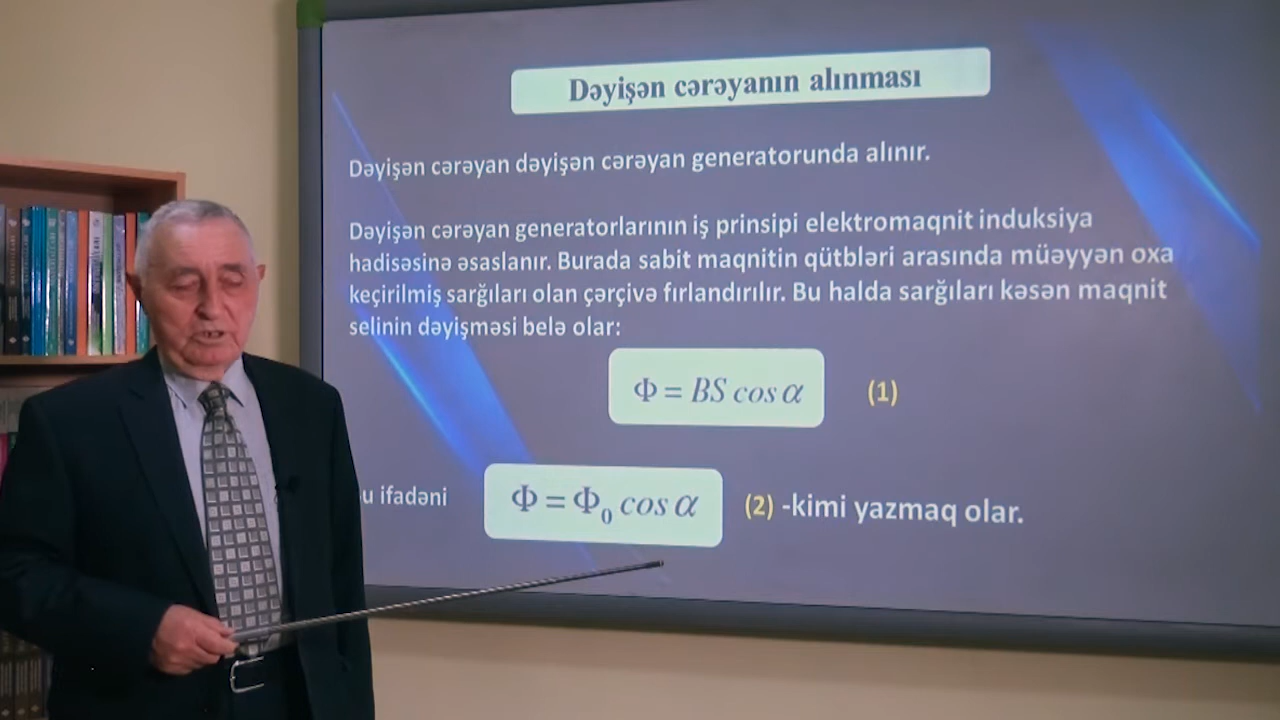 Dəyişən cərəyanın alınması
Dəyişən cərəyan dəyişən cərəyan generatorunda alınır.
Dəyişən cərəyan generatorlarının iş prinsipi elektromaqnit induksiya
hadisəsinə əsaslanır. Burada sabit maqnitin qütbləri arasında müəyyən oxa
keçirilmiş sarğıları olan çərçivə fırlandırılır. Bu halda sarğıları kəsən maqnit
selinin dəyişməsi belə olar:
Φ = BS cos α (1)
u ifadəni Φ = Φ₀ cos α (2) -kimi yazmaq olar.